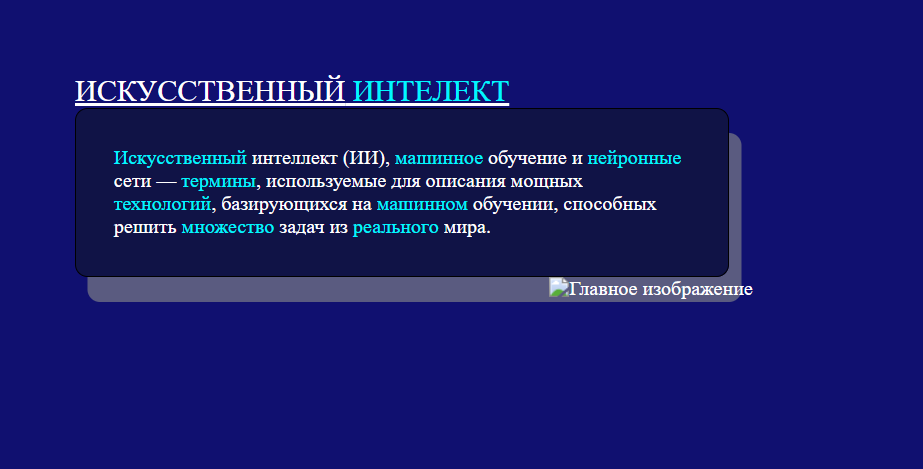 ИСКУССТВЕННЫЙ ИНТЕЛЕКТ
Искусственный интеллект (ИИ), машинное обучение и нейронные
сети — термины, используемые для описания мощных
технологий, базирующихся на машинном обучении, способных
решить множество задач из реального мира.
Главное изображение